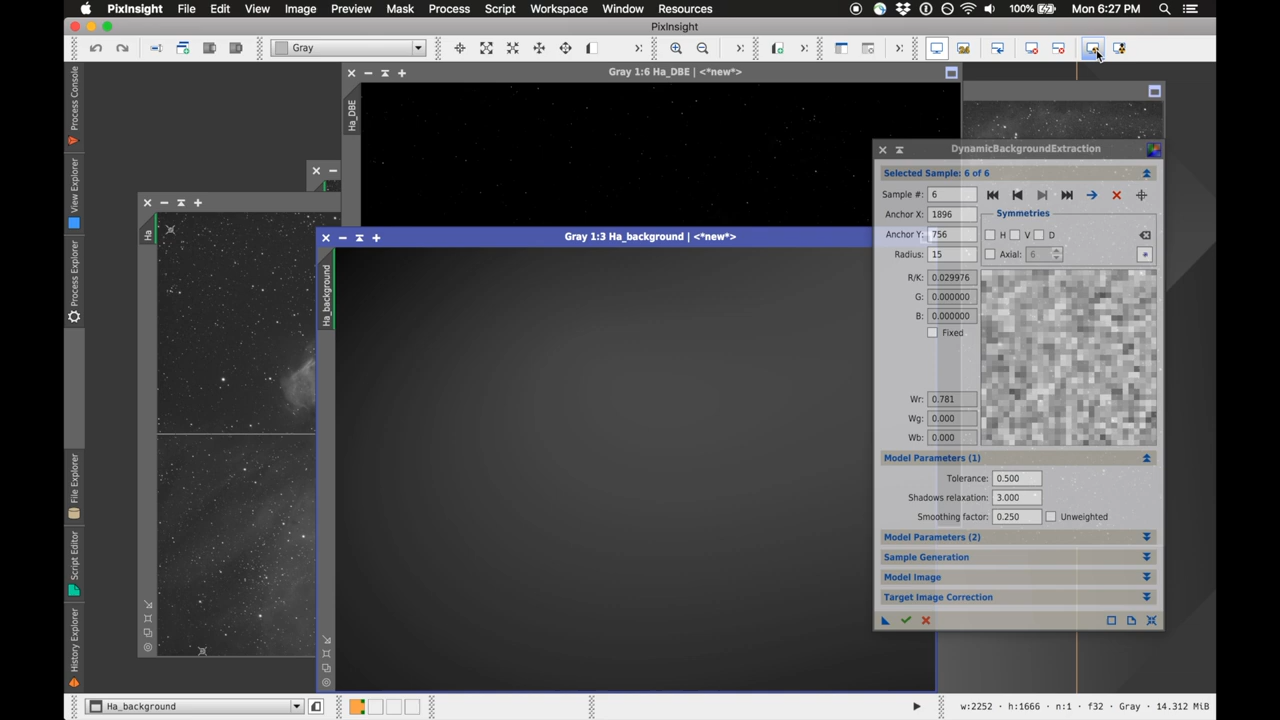 PixInsight File Edit View Image Preview Mask Process Script Workspace Window Resources
100% Mon 6:27 PM
PixInsight
Gray
Process Console
View Explorer
Process Explorer
File Explorer
Script Editor
History Explorer
Gray 1:6 Ha_DBE | <*new*>
Ha_DBE
Ha
Gray 1:3 Ha_background | <*new*>
Ha_background
DynamicBackgroundExtraction
Selected Sample: 6 of 6
Sample #: 6
Anchor X: 1896
Symmetries
Anchor Y: 756
H V D
Radius: 15
Axial: 6
R/K: 0.029976
G: 0.000000
B: 0.000000
Fixed
Wr: 0.781
Wg: 0.000
Wb: 0.000
Model Parameters (1)
Tolerance: 0.500
Shadows relaxation: 3.000
Smoothing factor: 0.250 Unweighted
Model Parameters (2)
Sample Generation
Model Image
Target Image Correction
Ha_background
w:2252 · h:1666 · n:1 · f32 · Gray · 14.312 MiB